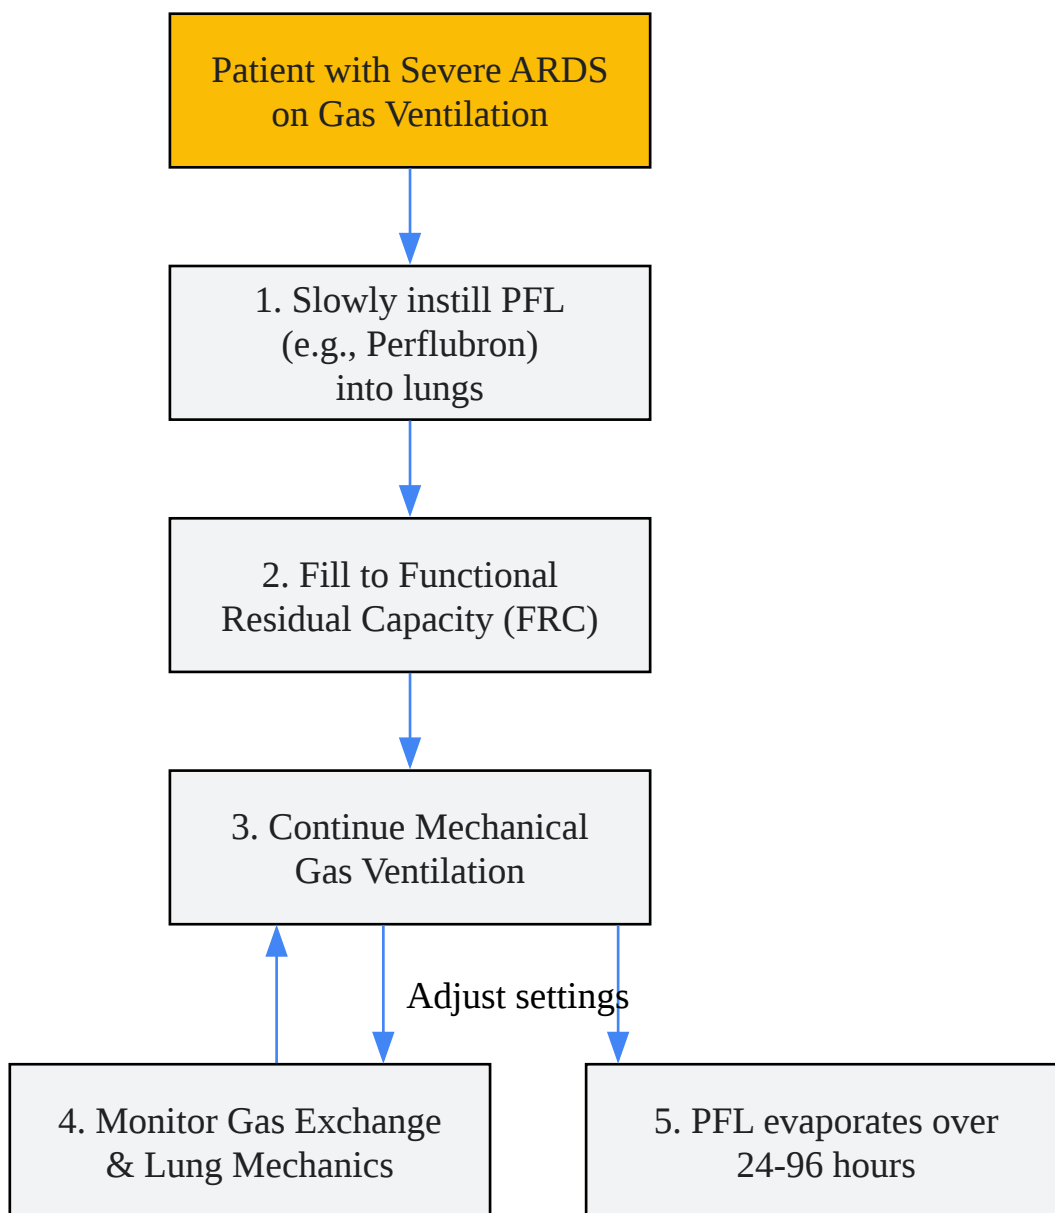 Patient with Severe ARDS
on Gas Ventilation
1. Slowly instill PFL
(e.g., Perflubron)
into lungs
2. Fill to Functional
Residual Capacity (FRC)
3. Continue Mechanical
Gas Ventilation
Adjust settings
4. Monitor Gas Exchange
& Lung Mechanics
5. PFL evaporates over
24-96 hours